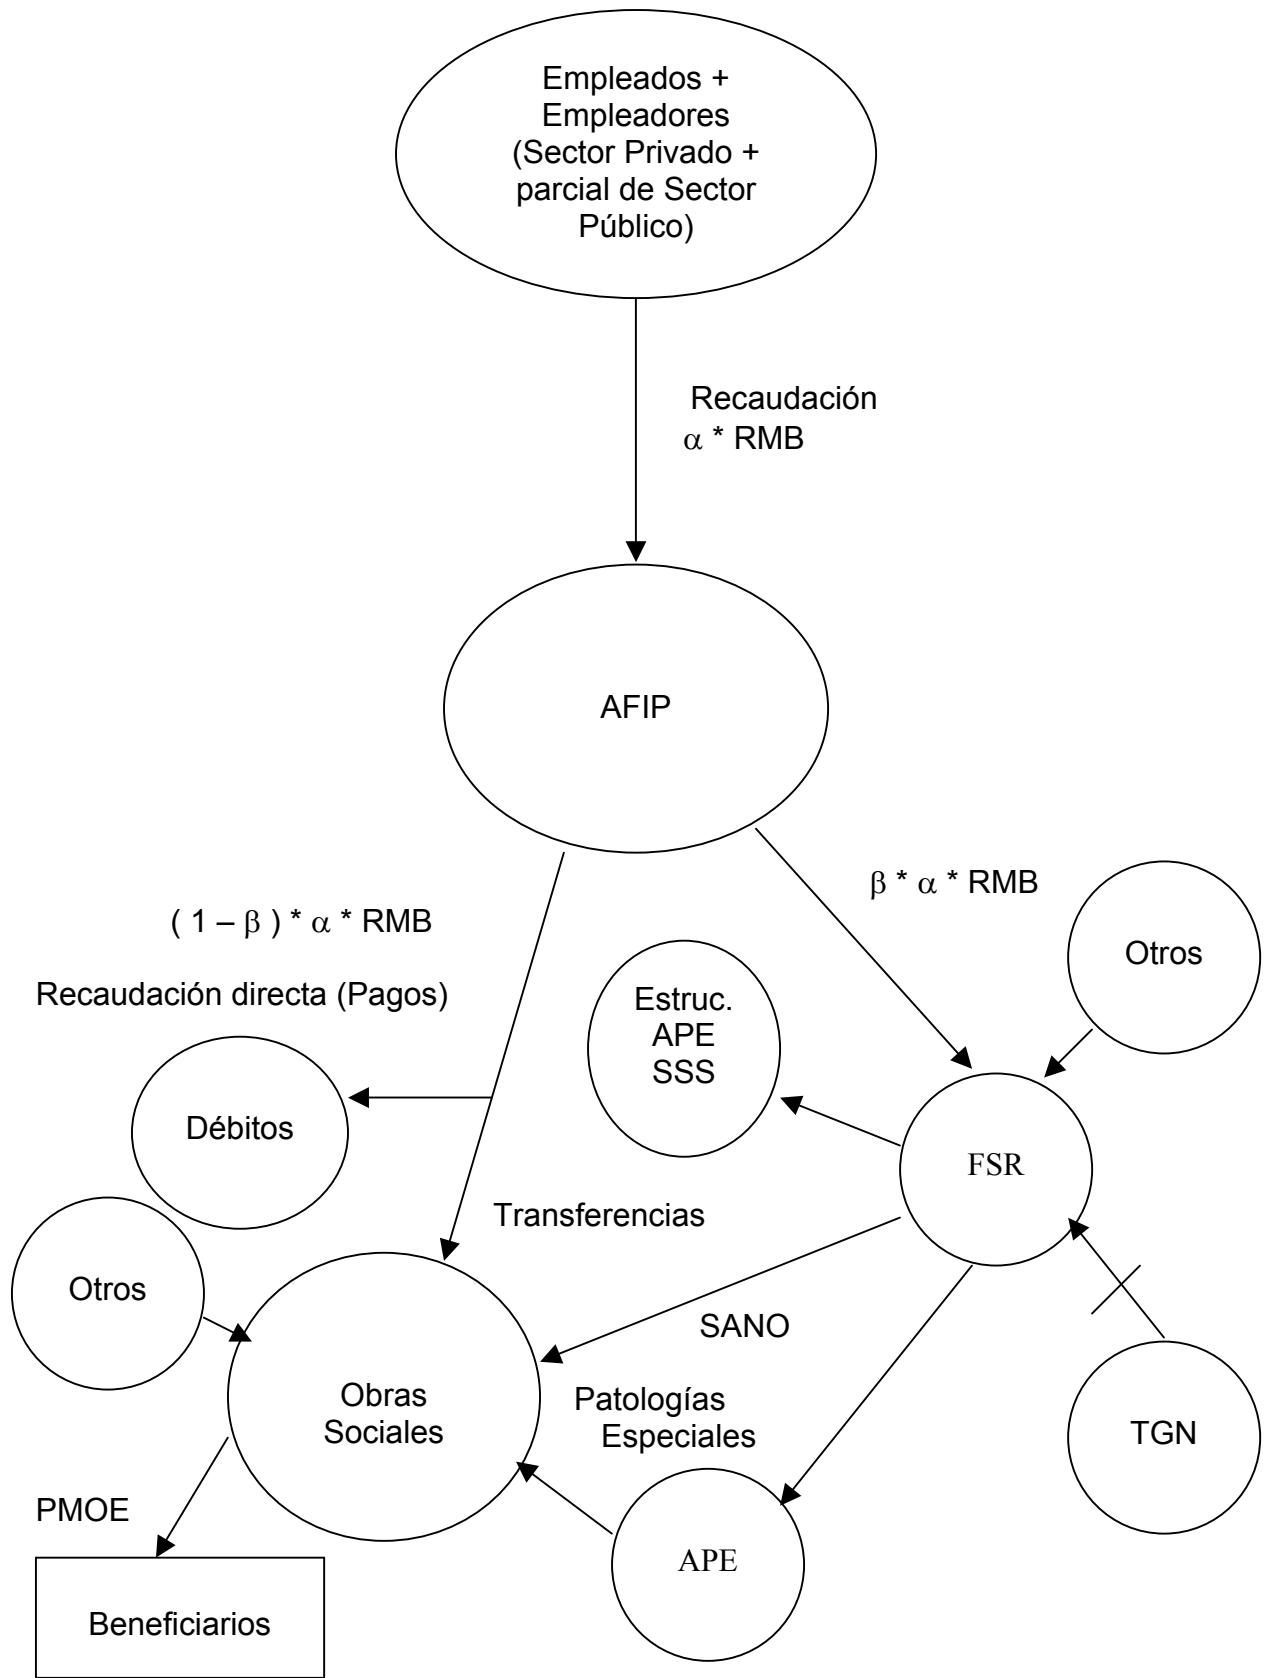 Empleados +
Empleadores
(Sector Privado +
parcial de Sector
Público)
Recaudación
α * RMB
AFIP
β * α * RMB
( 1 – β ) * α * RMB
Otros
Recaudación directa (Pagos)
Estruc.
APE
SSS
Débitos
FSR
Transferencias
Otros
SANO
Obras
Sociales
Patologías
Especiales
TGN
PMOE
APE
Beneficiarios